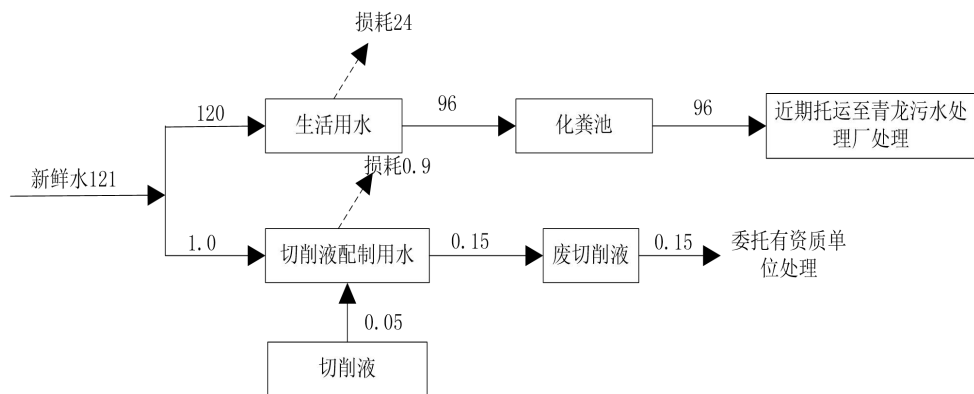 损耗24
120
生活用水
96
化粪池
96
近期托运至青龙污水处
理厂处理
新鲜水121
损耗0.9
1.0
切削液配制用水
0.15
废切削液
0.15
委托有资质单
位处理
0.05
切削液